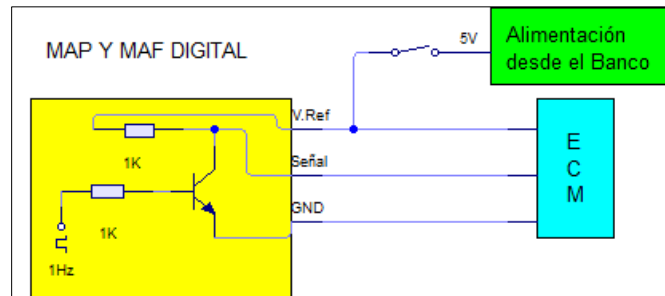 MAP Y MAF DIGITAL
5V
Alimentación
desde el Banco
V.Ref
1K
Señal
1K
GND
1Hz
E
C
M